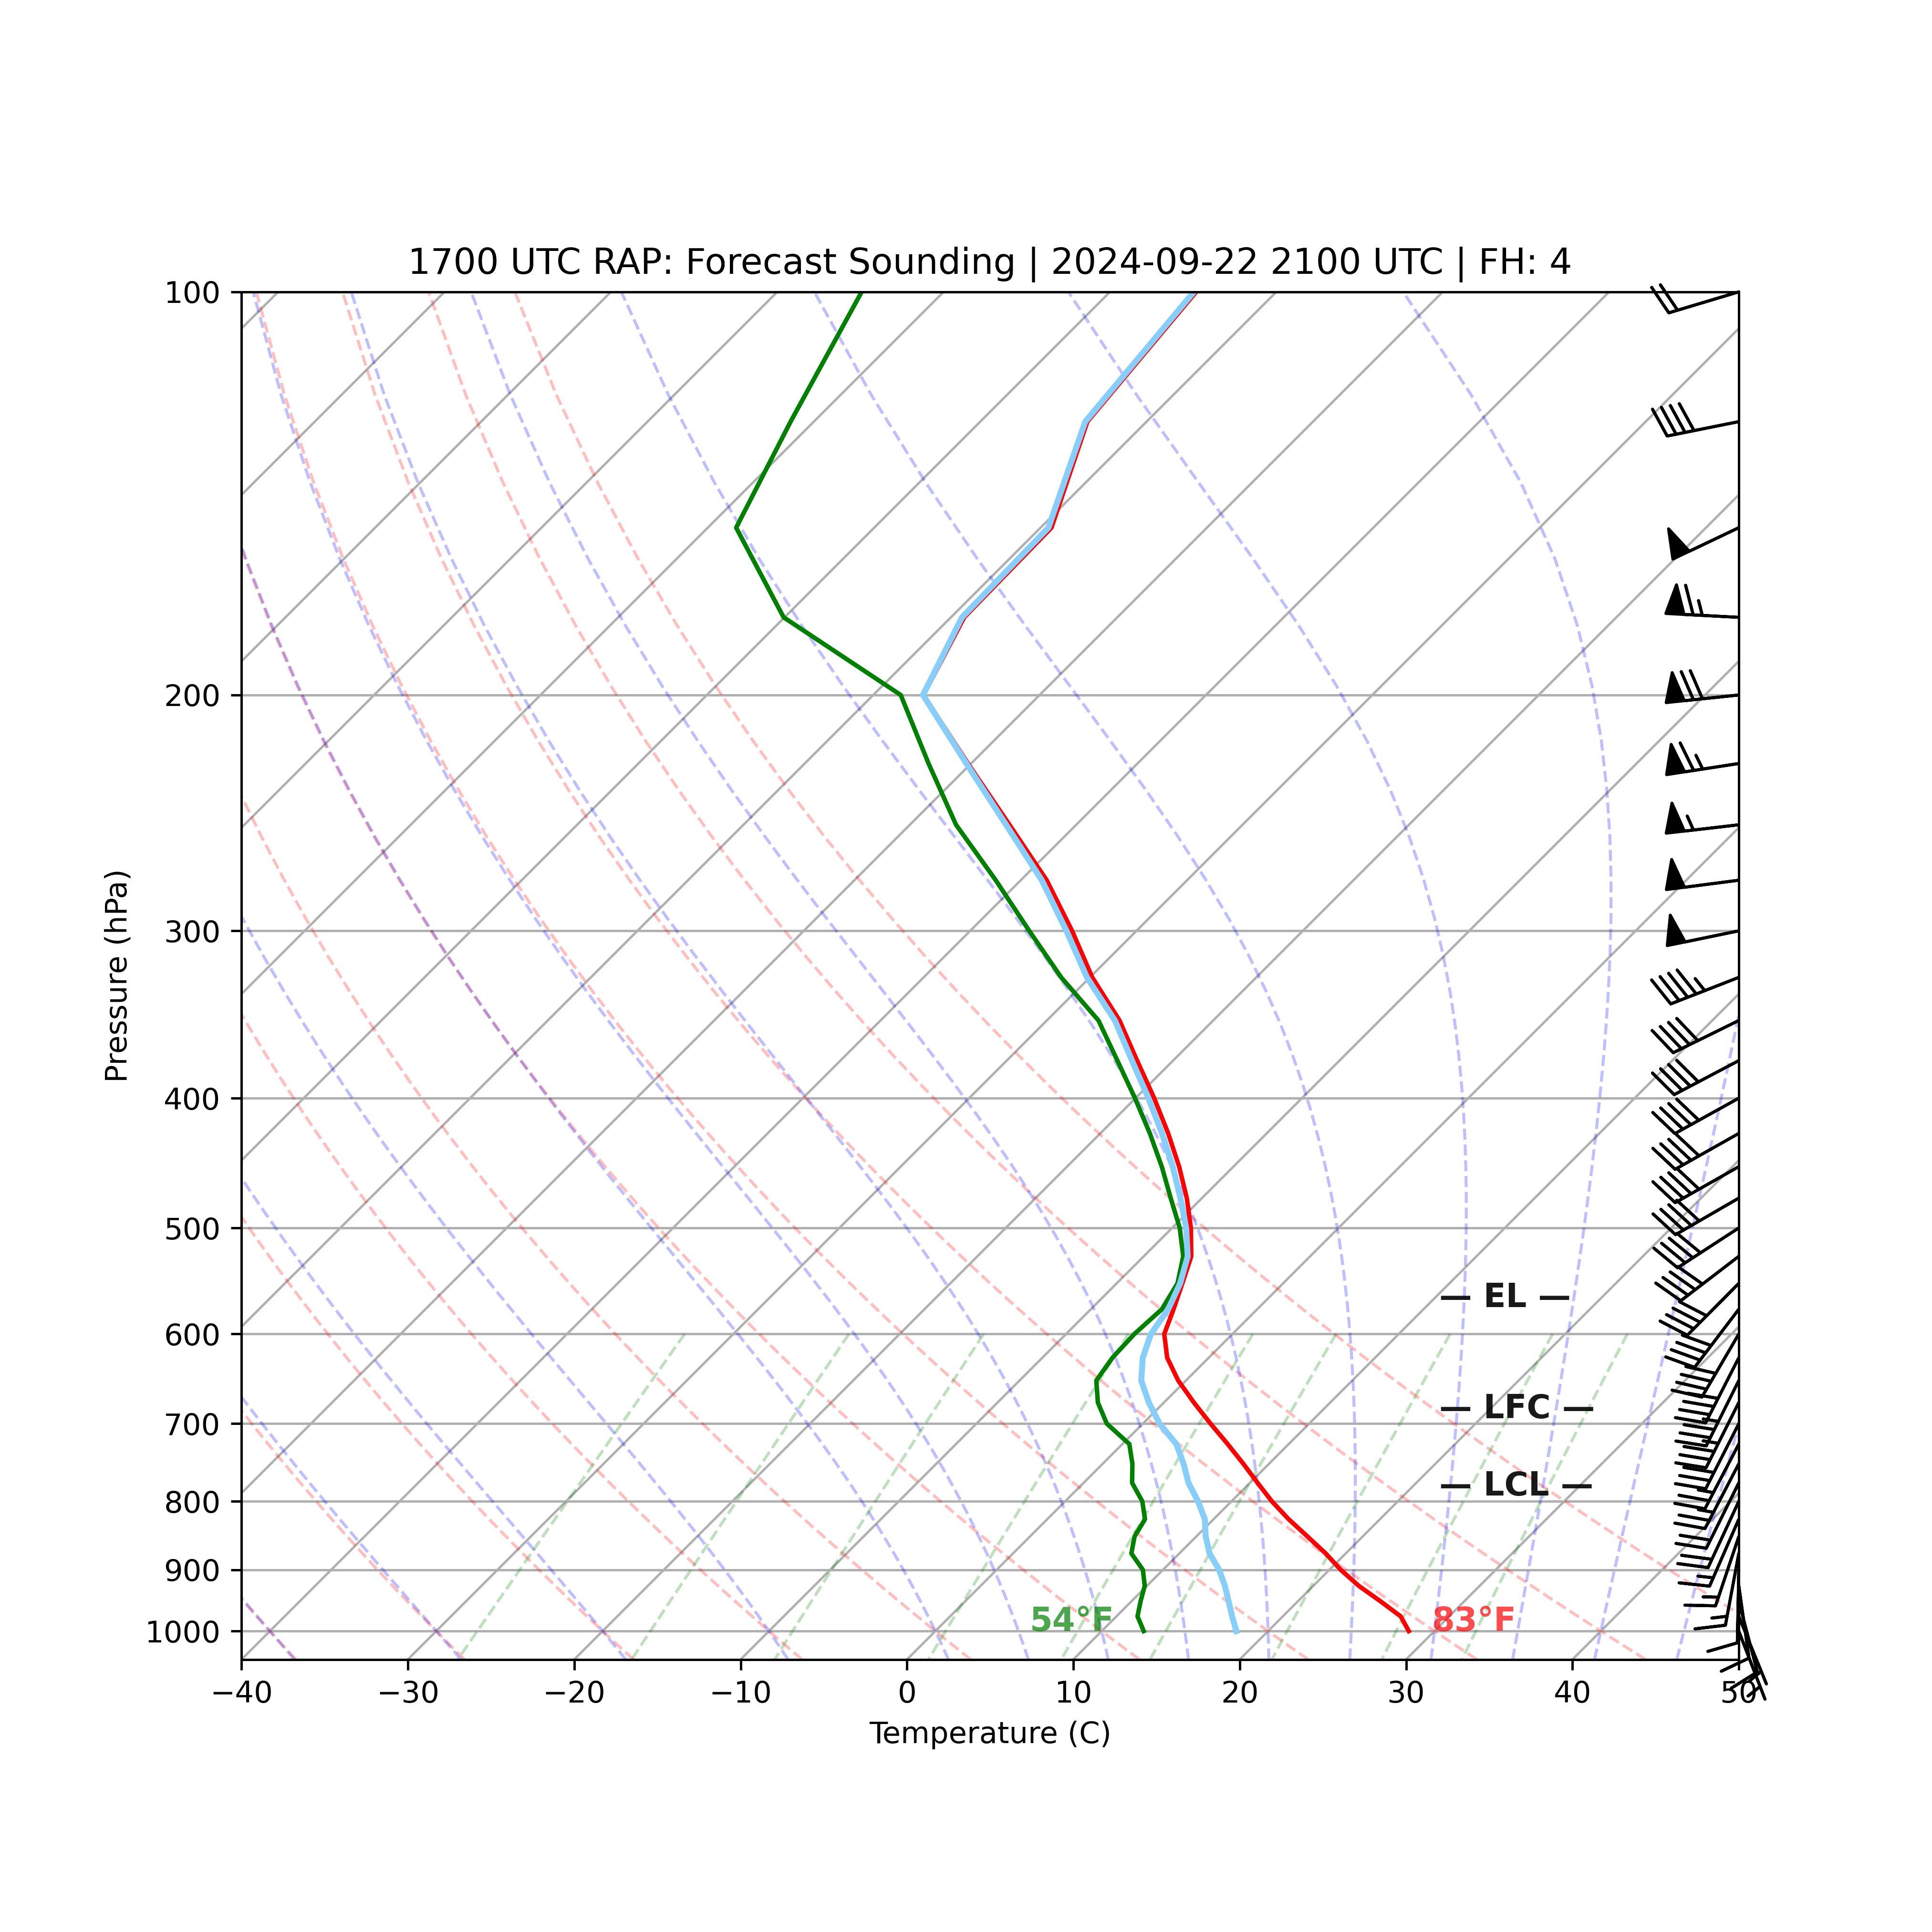 1700 UTC RAP: Forecast Sounding | 2024-09-22 2100 UTC | FH: 4
100
200
300
400
500
600
700
800
900
1000
Pressure (hPa)
— EL —
— LFC —
— LCL —
54°F
83°F
−40 −30 −20 −10 0 10 20 30 40 50
Temperature (C)